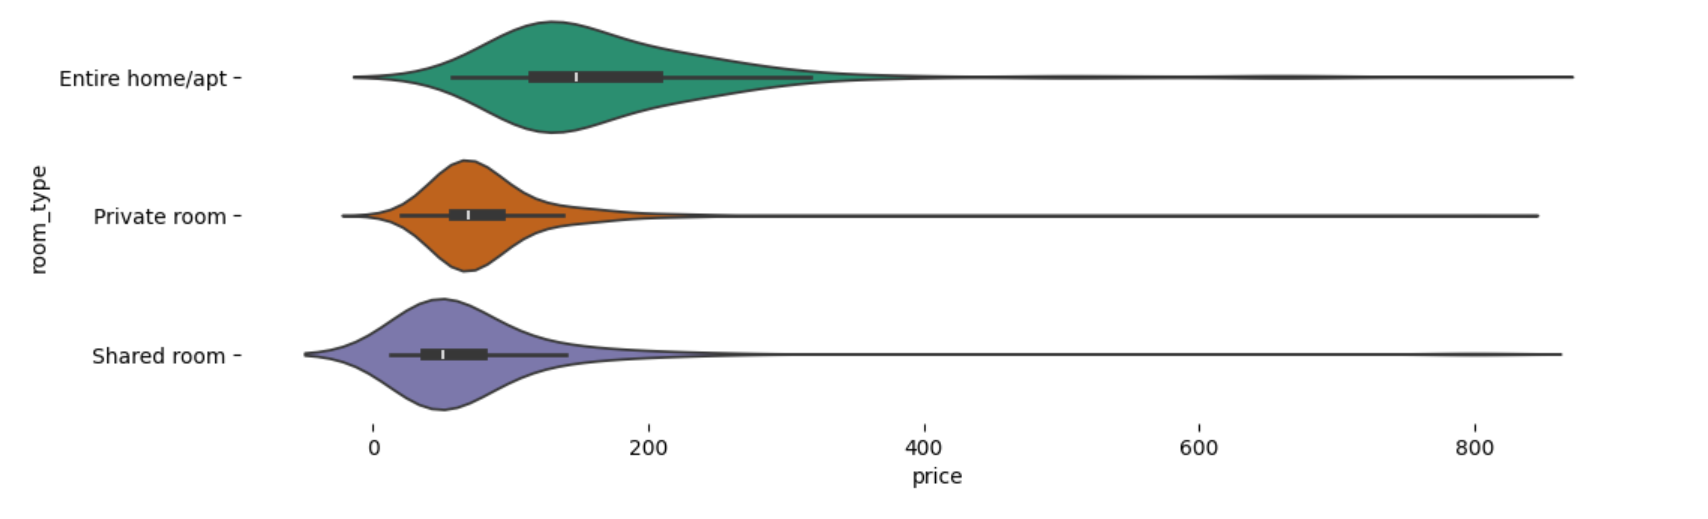 Entire home/apt
Private room
Shared room
room_type
0 200 400 600 800
price